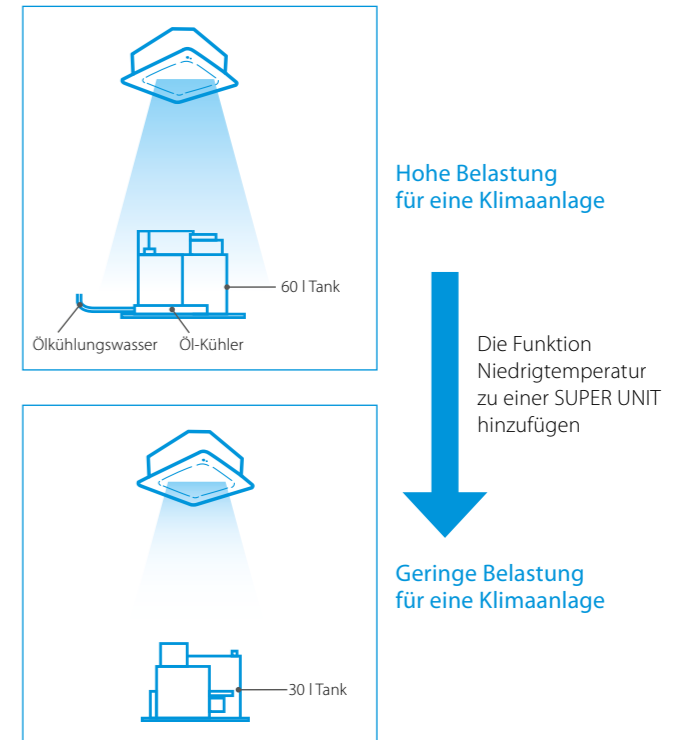 Hohe Belastung
für eine Klimaanlage
60 l Tank
Ölkühlungswasser
Öl-Kühler
Die Funktion
Niedrigtemperatur
zu einer SUPER UNIT
hinzufügen
Geringe Belastung
für eine Klimaanlage
30 l Tank